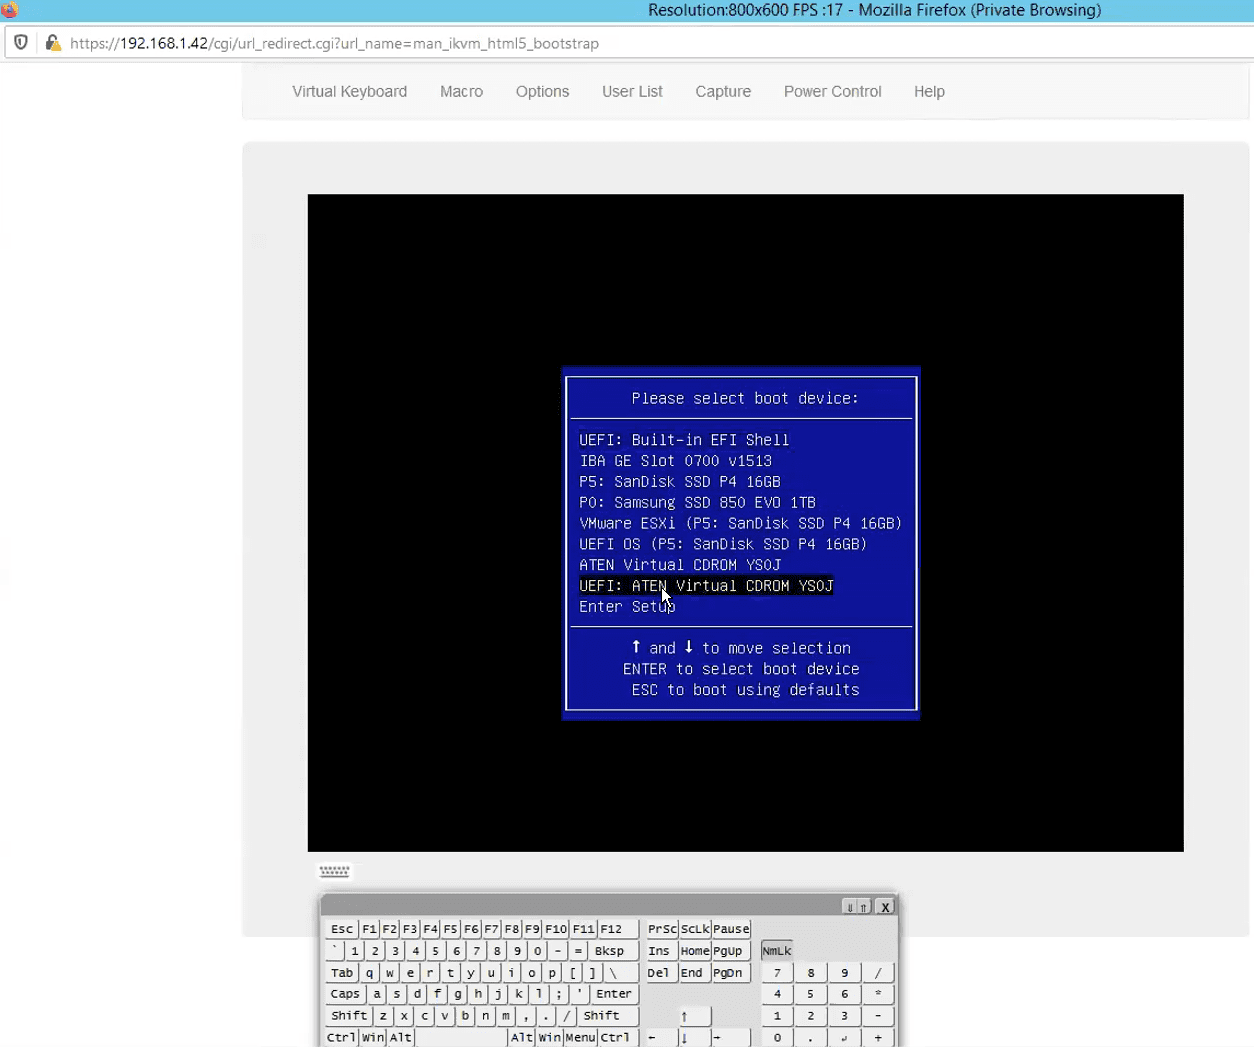 Resolution:800x600 FPS :17 - Mozilla Firefox (Private Browsing)
https://192.168.1.42/cgi/url_redirect.cgi?url_name=man_ikvm_html5_bootstrap
Virtual Keyboard Macro Options User List Capture Power Control Help
Please select boot device:
UEFI: Built-in EFI Shell
IBA GE Slot 0700 v1513
P5: SanDisk SSD P4 16GB
P0: Samsung SSD 850 EVO 1TB
VMware ESXi (P5: SanDisk SSD P4 16GB)
UEFI OS (P5: SanDisk SSD P4 16GB)
ATEN Virtual CDROM YS0J
UEFI: ATEN Virtual CDROM YS0J
Enter Setup
↑ and ↓ to move selection
ENTER to select boot device
ESC to boot using defaults
⇓ ⇑ X
Esc F1 F2 F3 F4 F5 F6 F7 F8 F9 F10 F11 F12 PrSc ScLk Pause
` 1 2 3 4 5 6 7 8 9 0 - = Bksp Ins Home PgUp NmLk
Tab q w e r t y u i o p [ ] \ Del End PgDn 7 8 9 /
Caps a s d f g h j k l ; ' Enter 4 5 6 *
Shift z x c v b n m , . / Shift ↑ 1 2 3 -
Ctrl Win Alt Alt Win Menu Ctrl ← ↓ → 0 . ↵ +